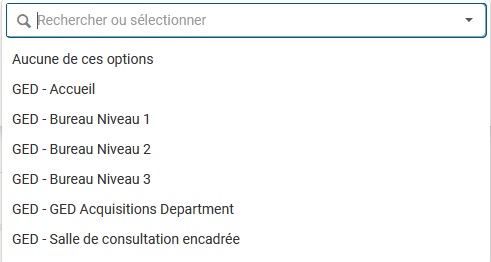 Rechercher ou sélectionner
Aucune de ces options
GED - Accueil
GED - Bureau Niveau 1
GED - Bureau Niveau 2
GED - Bureau Niveau 3
GED - GED Acquisitions Department
GED - Salle de consultation encadrée